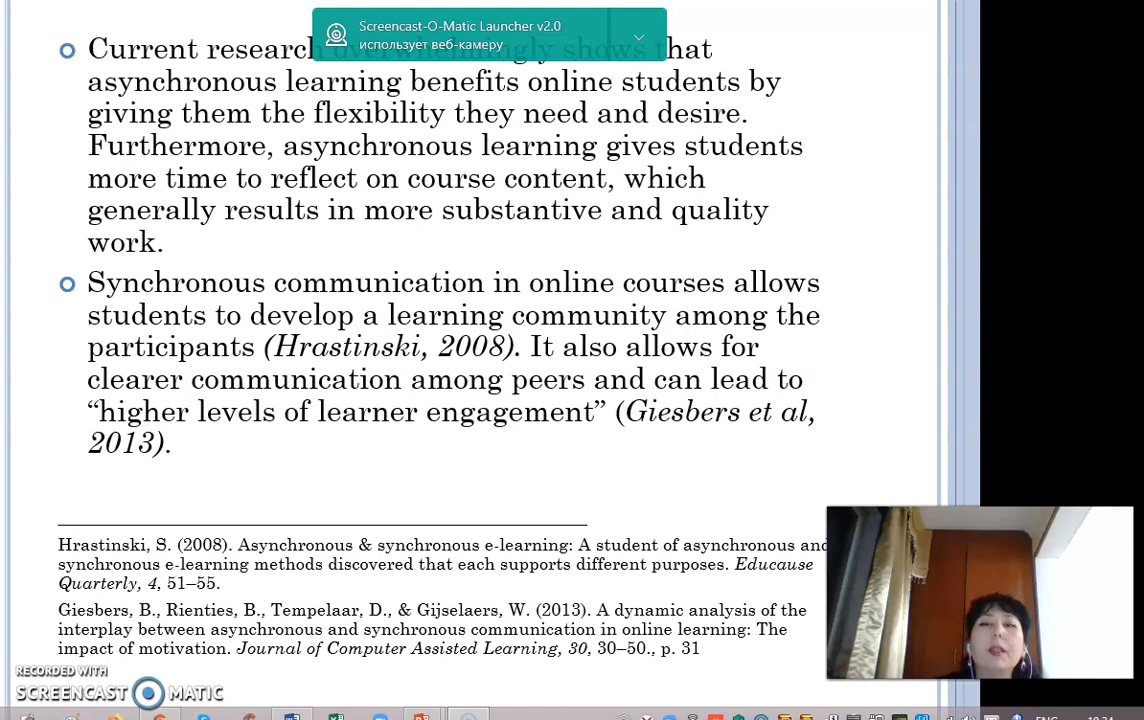 Screencast-O-Matic Launcher v2.0
использует веб-камеру
Current research overwhelmingly shows that
asynchronous learning benefits online students by
giving them the flexibility they need and desire.
Furthermore, asynchronous learning gives students
more time to reflect on course content, which
generally results in more substantive and quality
work.
Synchronous communication in online courses allows
students to develop a learning community among the
participants (Hrastinski, 2008). It also allows for
clearer communication among peers and can lead to
“higher levels of learner engagement” (Giesbers et al,
2013).
Hrastinski, S. (2008). Asynchronous & synchronous e-learning: A student of asynchronous and
synchronous e-learning methods discovered that each supports different purposes. Educause
Quarterly, 4, 51–55.
Giesbers, B., Rienties, B., Tempelaar, D., & Gijselaers, W. (2013). A dynamic analysis of the
interplay between asynchronous and synchronous communication in online learning: The
impact of motivation. Journal of Computer Assisted Learning, 30, 30–50., p. 31
RECORDED WITH
SCREENCAST MATIC